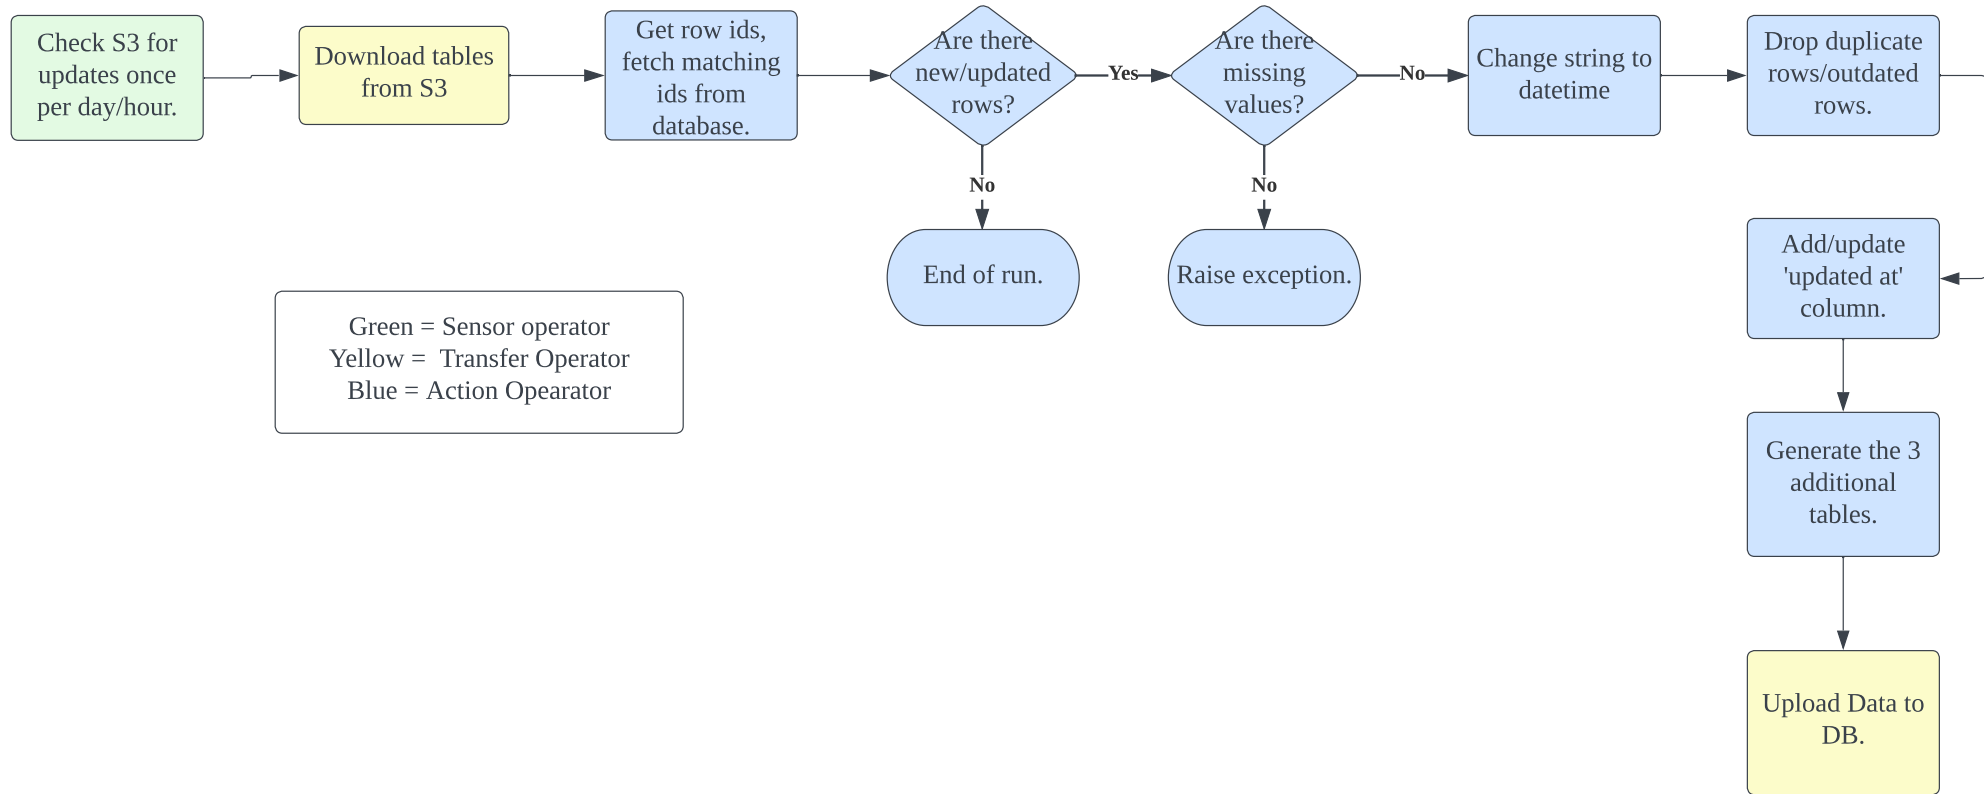 Check S3 for
updates once
per day/hour.
Download tables
from S3
Get row ids,
fetch matching
ids from
database.
Are there
new/updated
rows?
Yes
Are there
missing
values?
No
Change string to
datetime
Drop duplicate
rows/outdated
rows.
No
No
End of run.
Raise exception.
Add/update
'updated at'
column.
Green = Sensor operator
Yellow =  Transfer Operator
Blue = Action Opearator
Generate the 3
additional
tables.
Upload Data to
DB.